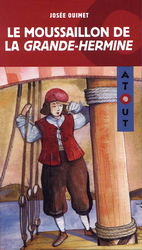 JOSÉE OUIMET
LE MOUSSAILLON DE
LA GRANDE-HERMINE
ATOUT